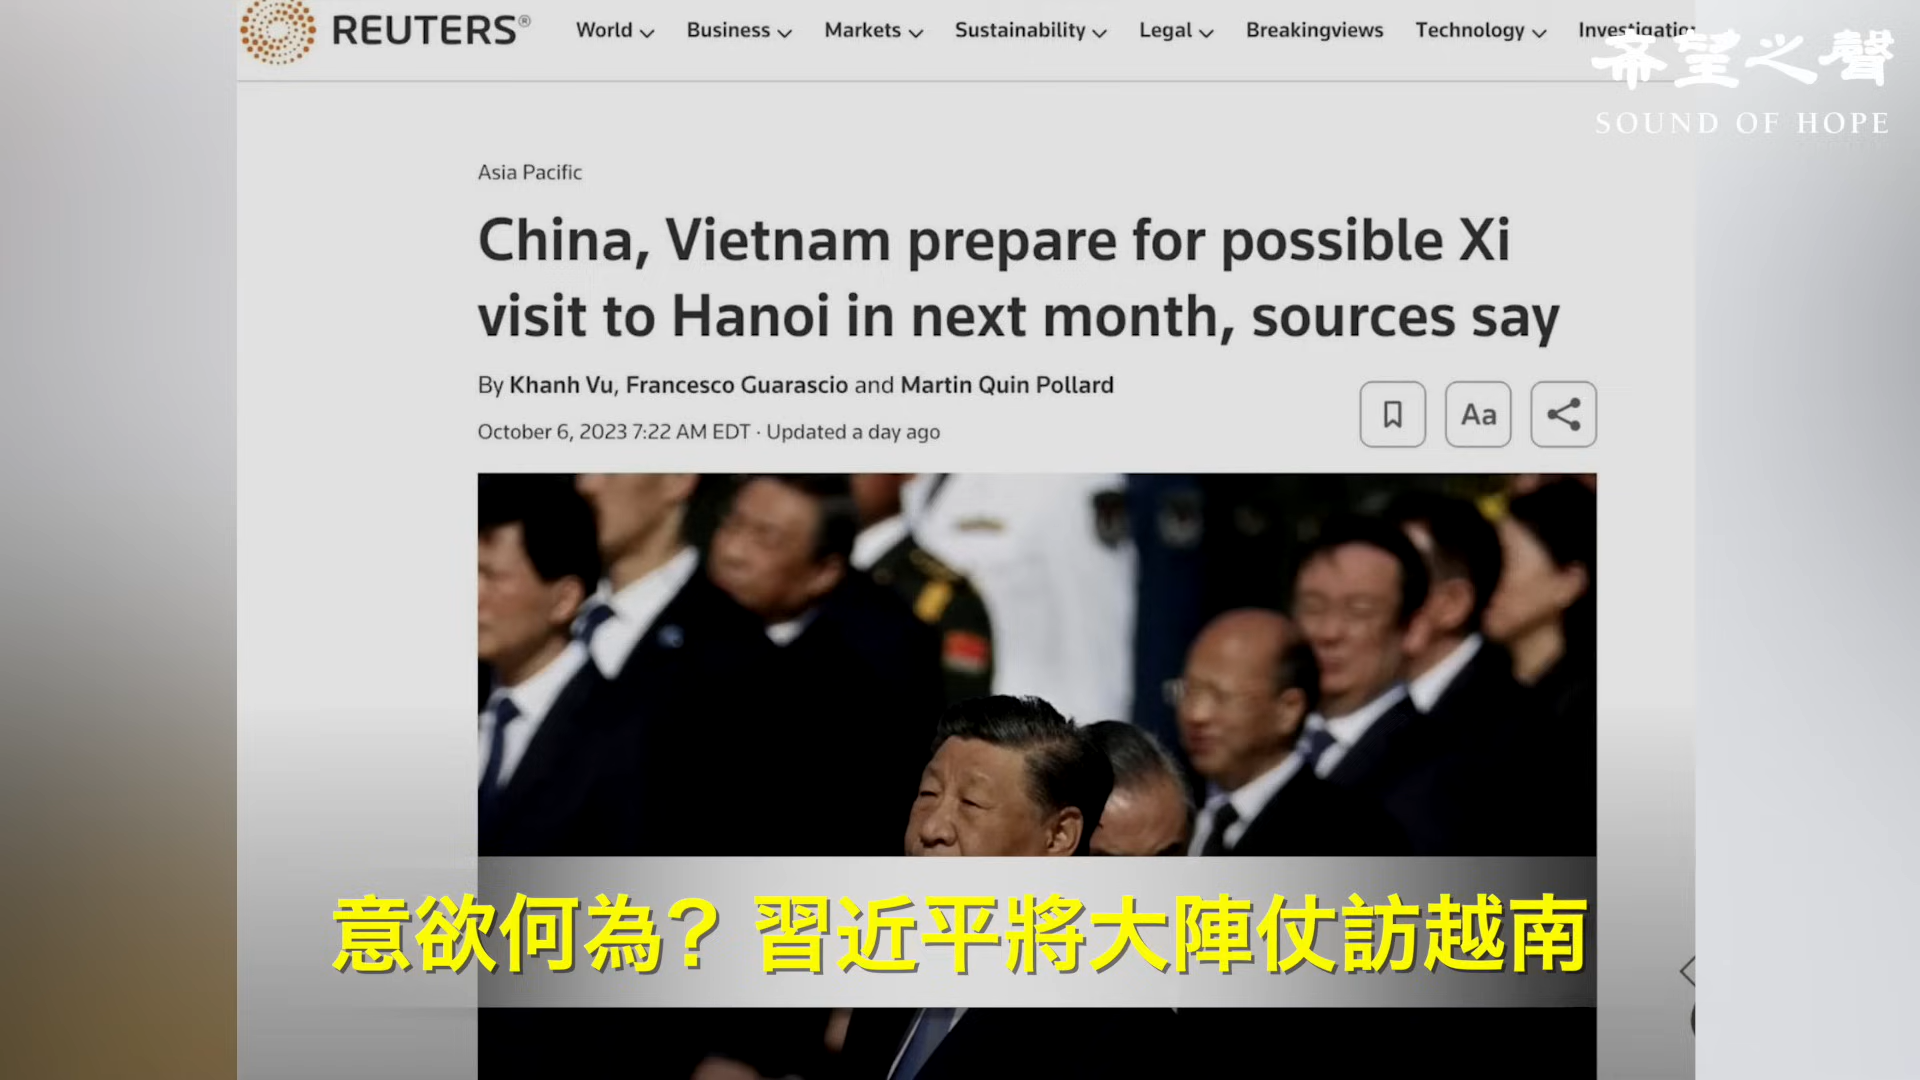 REUTERS®
World Business Markets Sustainability Legal Breakingviews Technology
希望之聲
SOUND OF HOPE
Asia Pacific
China, Vietnam prepare for possible Xi
visit to Hanoi in next month, sources say
By Khanh Vu, Francesco Guarascio and Martin Quin Pollard
October 6, 2023 7:22 AM EDT · Updated a day ago
Aa
意欲何為？習近平將大陣仗訪越南